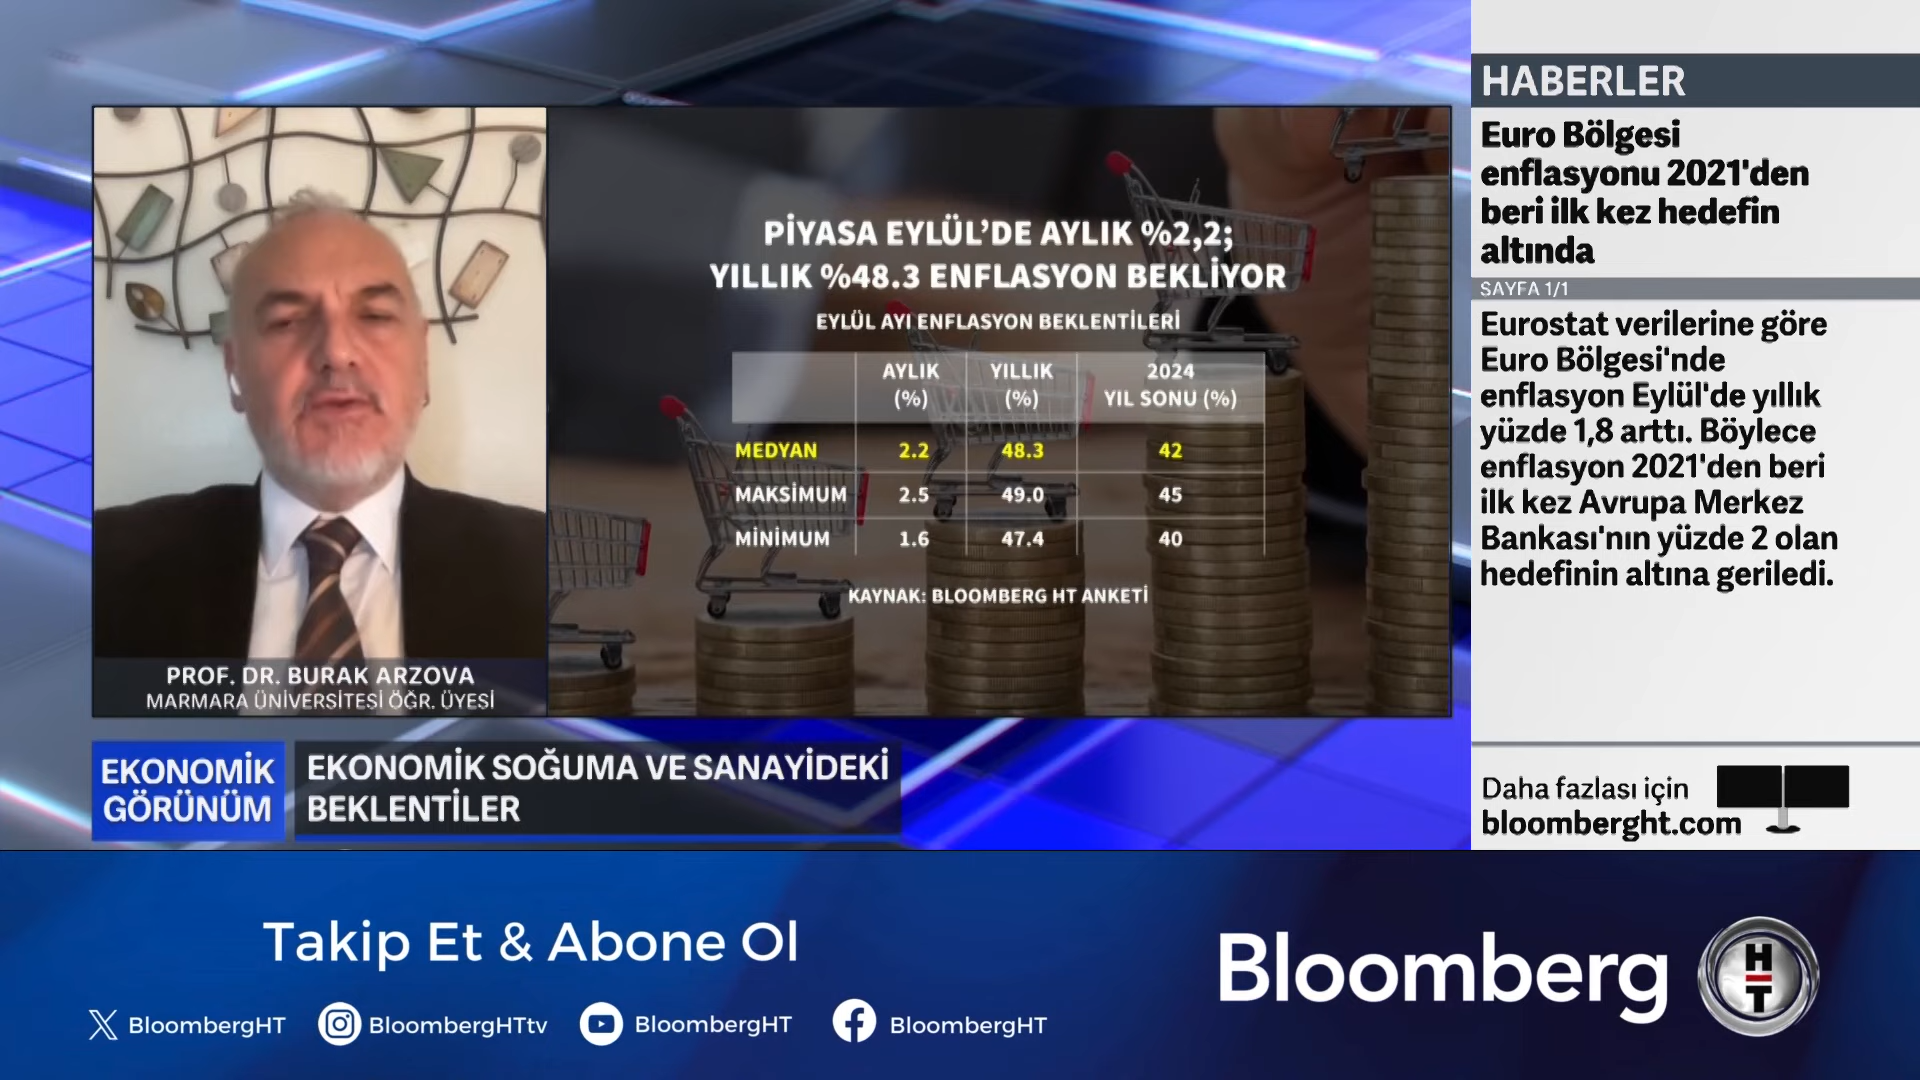 PİYASA EYLÜL’DE AYLIK %2,2;
YILLIK %48.3 ENFLASYON BEKLİYOR
EYLÜL AYI ENFLASYON BEKLENTİLERİ
AYLIK (%) YILLIK (%) 2024 YIL SONU (%)
MEDYAN 2.2 48.3 42
MAKSİMUM 2.5 49.0 45
MİNİMUM 1.6 47.4 40
KAYNAK: BLOOMBERG HT ANKETİ
PROF. DR. BURAK ARZOVA
MARMARA ÜNİVERSİTESİ ÖĞR. ÜYESİ
EKONOMİK
GÖRÜNÜM
EKONOMİK SOĞUMA VE SANAYİDEKİ
BEKLENTİLER
HABERLER
Euro Bölgesi
enflasyonu 2021'den
beri ilk kez hedefin
altında
SAYFA 1/1
Eurostat verilerine göre
Euro Bölgesi'nde
enflasyon Eylül'de yıllık
yüzde 1,8 arttı. Böylece
enflasyon 2021'den beri
ilk kez Avrupa Merkez
Bankası'nın yüzde 2 olan
hedefinin altına geriledi.
Daha fazlası için
bloomberght.com
Takip Et & Abone Ol
BloombergHT BloombergHTtv BloombergHT BloombergHT
Bloomberg HT